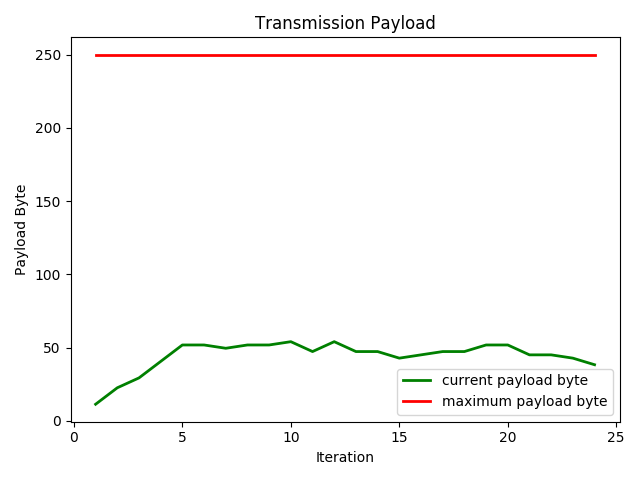 Transmission Payload
250
200
150
100
50
0
Payload Byte
current payload byte
maximum payload byte
0 5 10 15 20 25
Iteration